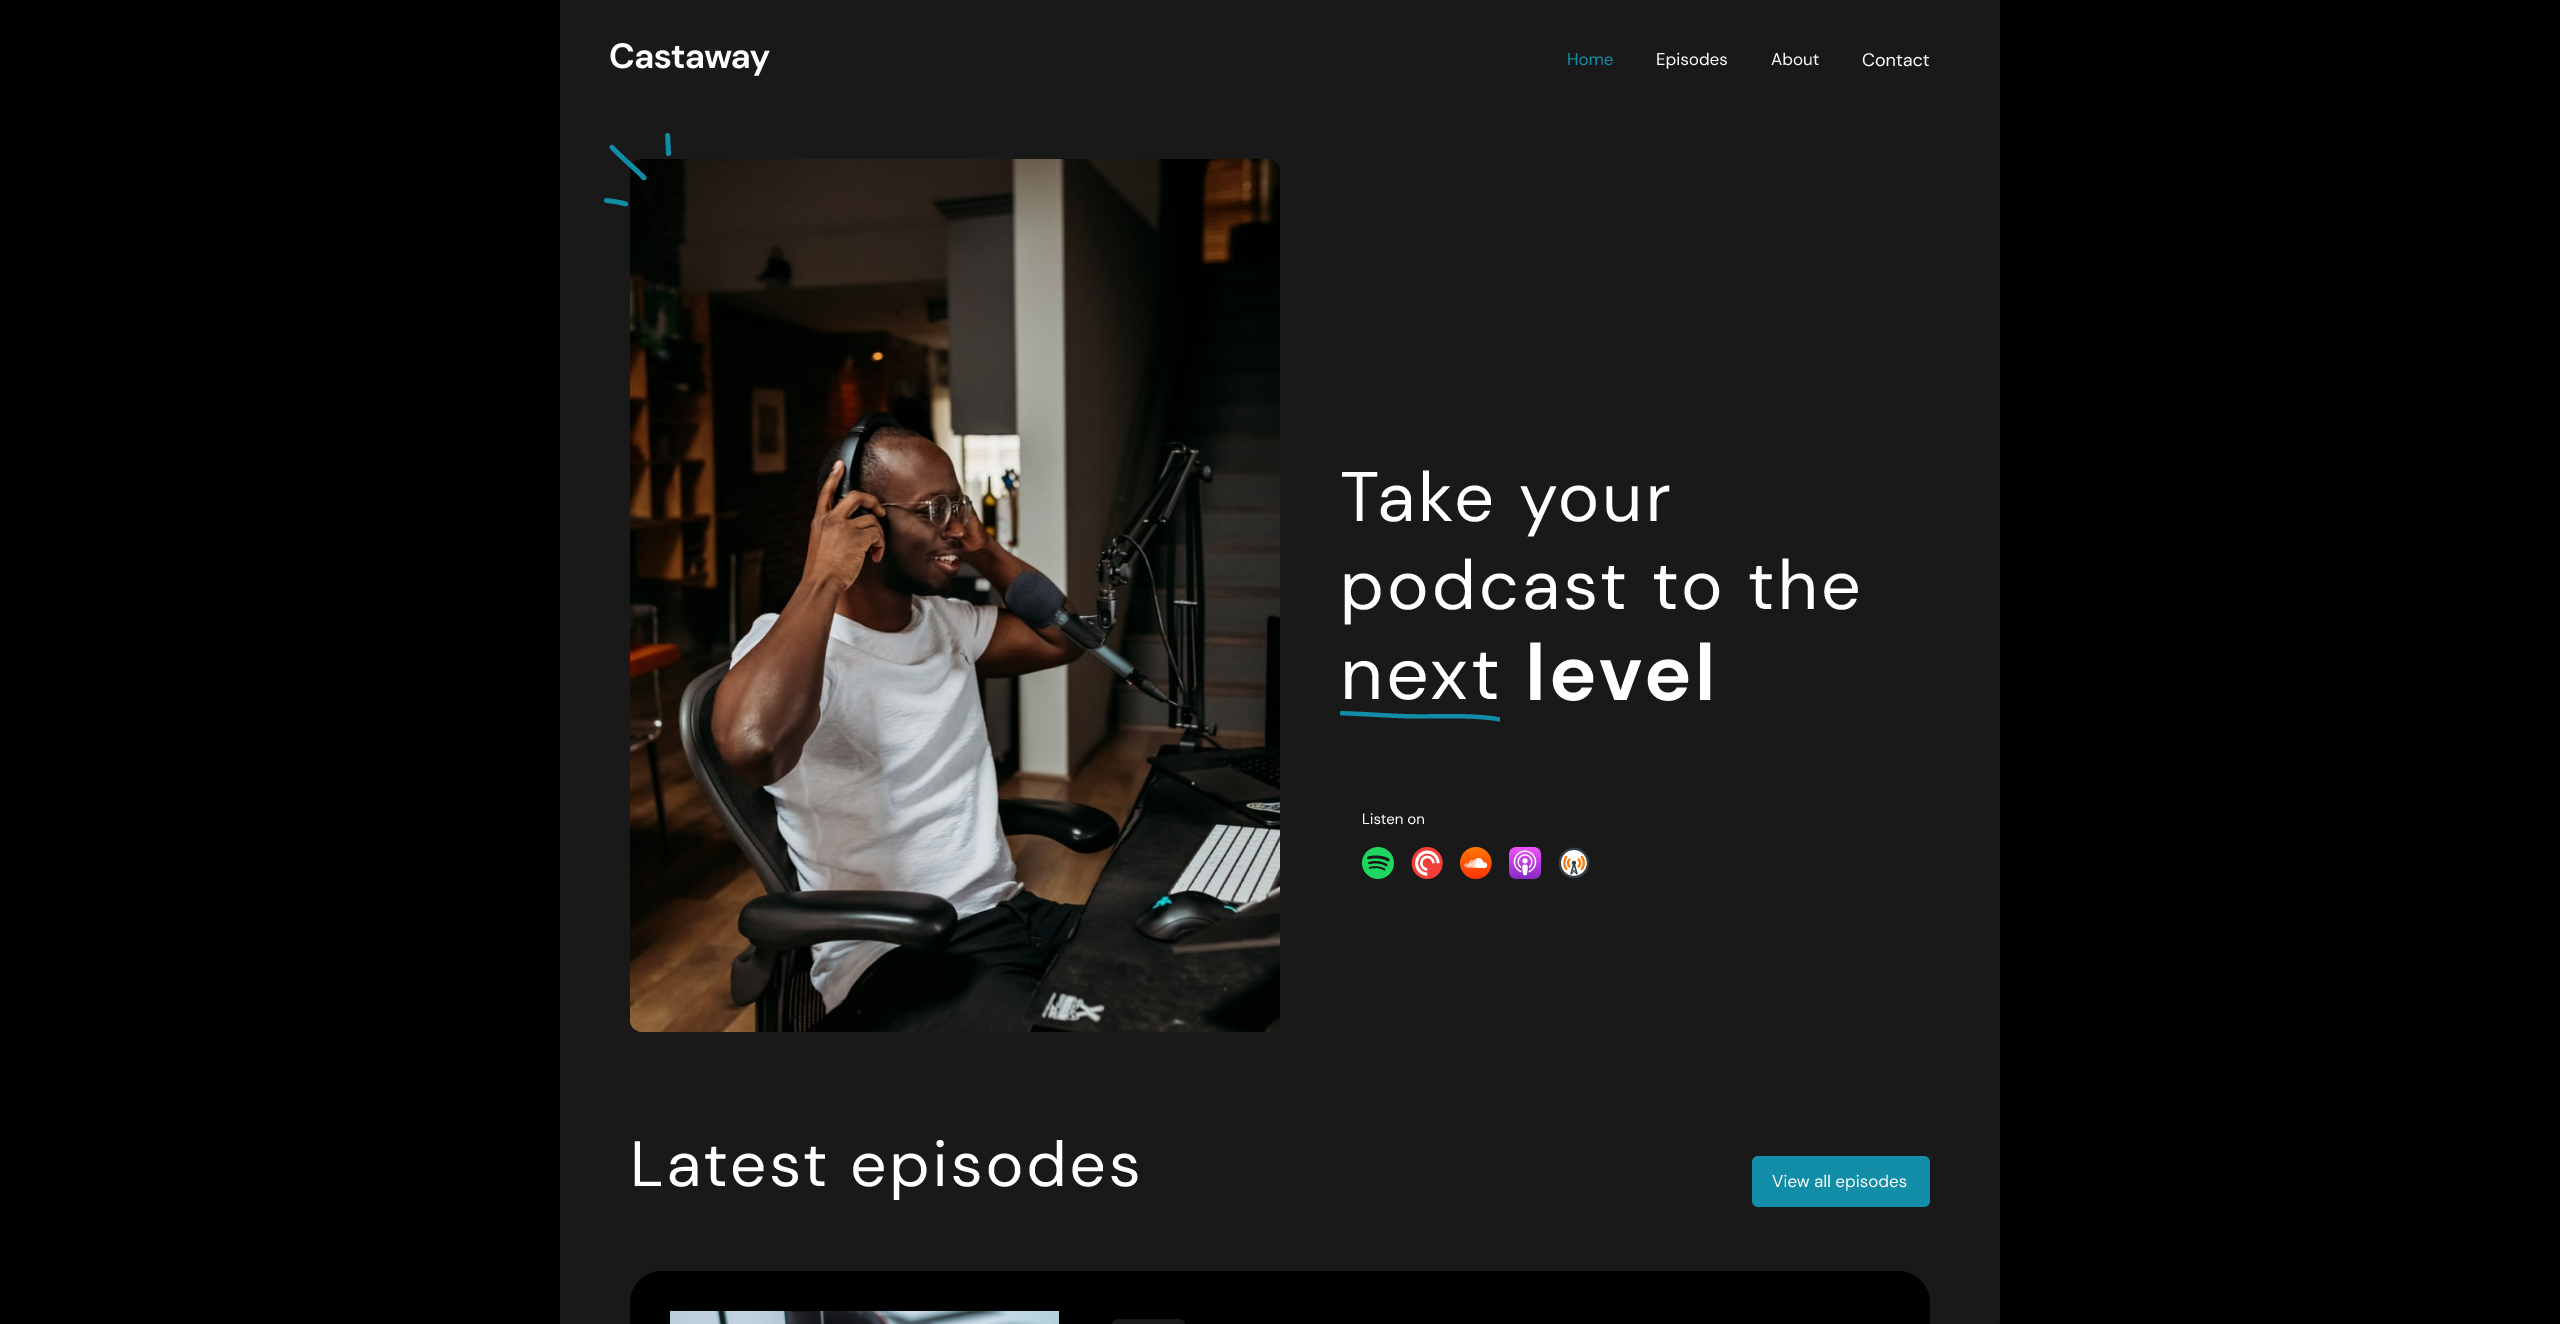 Castaway
Home Episodes About Contact
Take your
podcast to the
next level
Listen on
Latest episodes
View all episodes